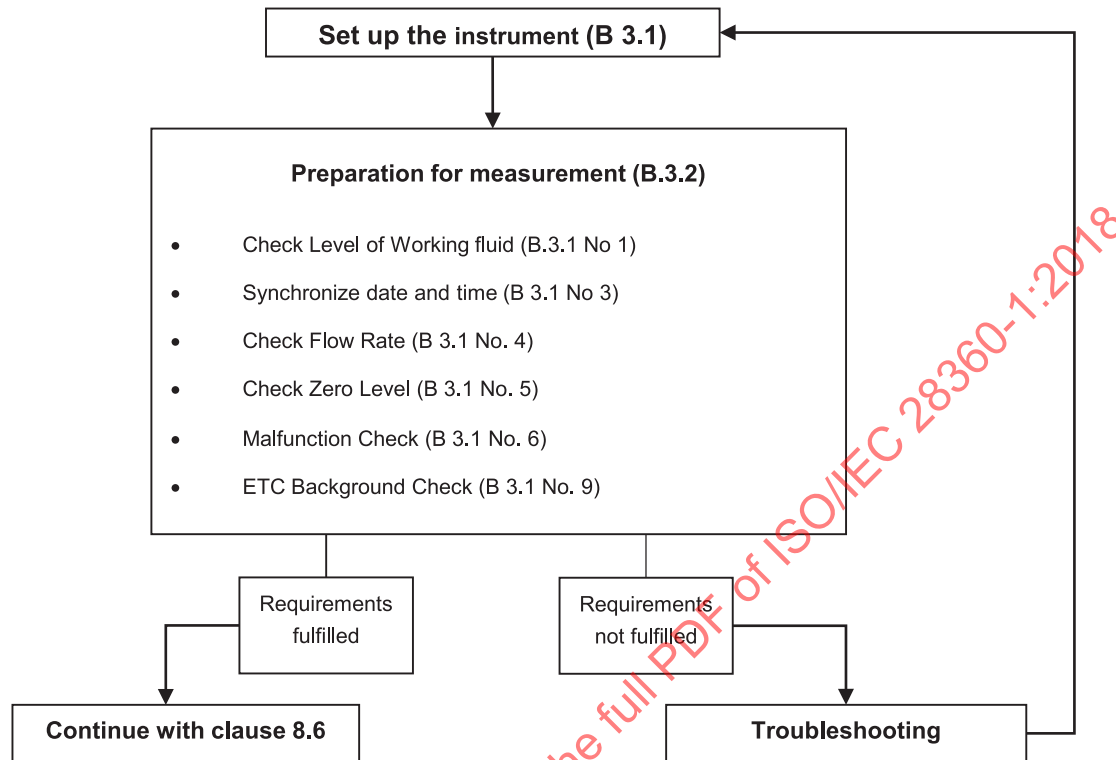 Set up the instrument (B 3.1)
Preparation for measurement (B.3.2)
• Check Level of Working fluid (B.3.1 No 1)
• Synchronize date and time (B 3.1 No 3)
• Check Flow Rate (B 3.1 No. 4)
• Check Zero Level (B 3.1 No. 5)
• Malfunction Check (B 3.1 No. 6)
• ETC Background Check (B 3.1 No. 9)
Requirements
fulfilled
Requirements
not fulfilled
Continue with clause 8.6
Troubleshooting
he full PDF of ISO/IEC 28360-1:2018